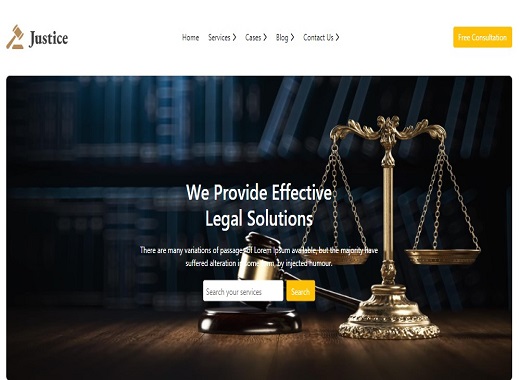 Justice
Home Services Cases Blog Contact Us
Free Consultation
We Provide Effective
Legal Solutions
There are many variations of passages of Lorem Ipsum available, but the majority have
suffered alteration in some form, by injected humour.
Search your services Search